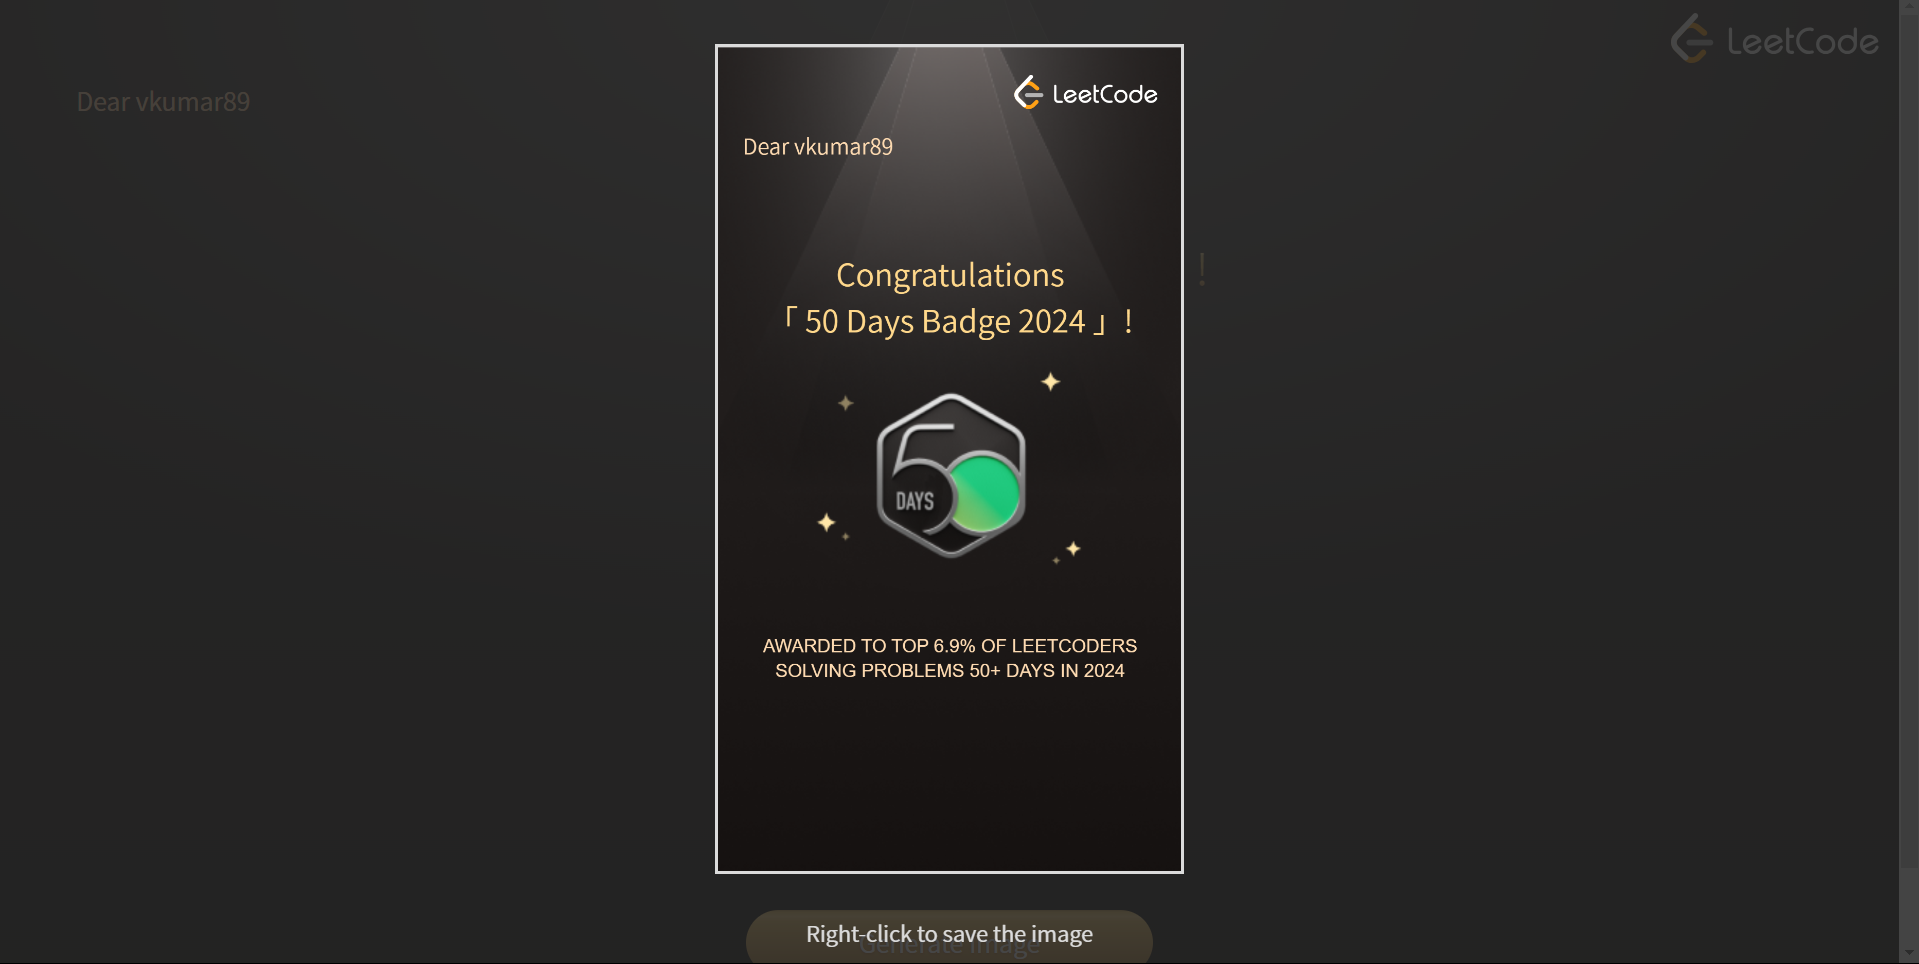 LeetCode
Dear vkumar89
!
LeetCode
Dear vkumar89
Congratulations
「 50 Days Badge 2024 」 !
50
DAYS
AWARDED TO TOP 6.9% OF LEETCODERS
SOLVING PROBLEMS 50+ DAYS IN 2024
Right-click to save the image
Generate Image